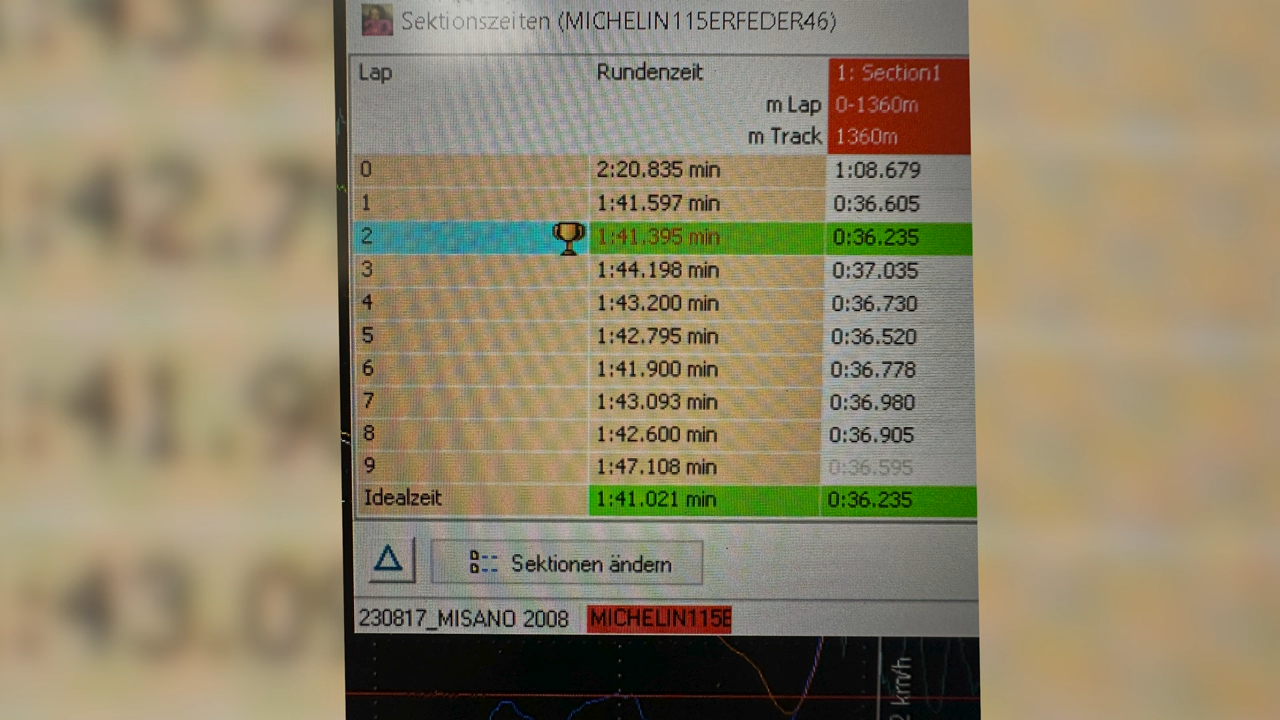 Sektionszeiten (MICHELIN115ERFEDER46)
Lap Rundenzeit 1: Section1
m Lap 0-1360m
m Track 1360m
0 2:20.835 min 1:08.679
1 1:41.597 min 0:36.605
2 1:41.395 min 0:36.235
3 1:44.198 min 0:37.035
4 1:43.200 min 0:36.730
5 1:42.795 min 0:36.520
6 1:41.900 min 0:36.778
7 1:43.093 min 0:36.980
8 1:42.600 min 0:36.905
9 1:47.108 min 0:36.595
Idealzeit 1:41.021 min 0:36.235
Sektionen ändern
230817_MISANO 2008 MICHELIN115E
2 km/h